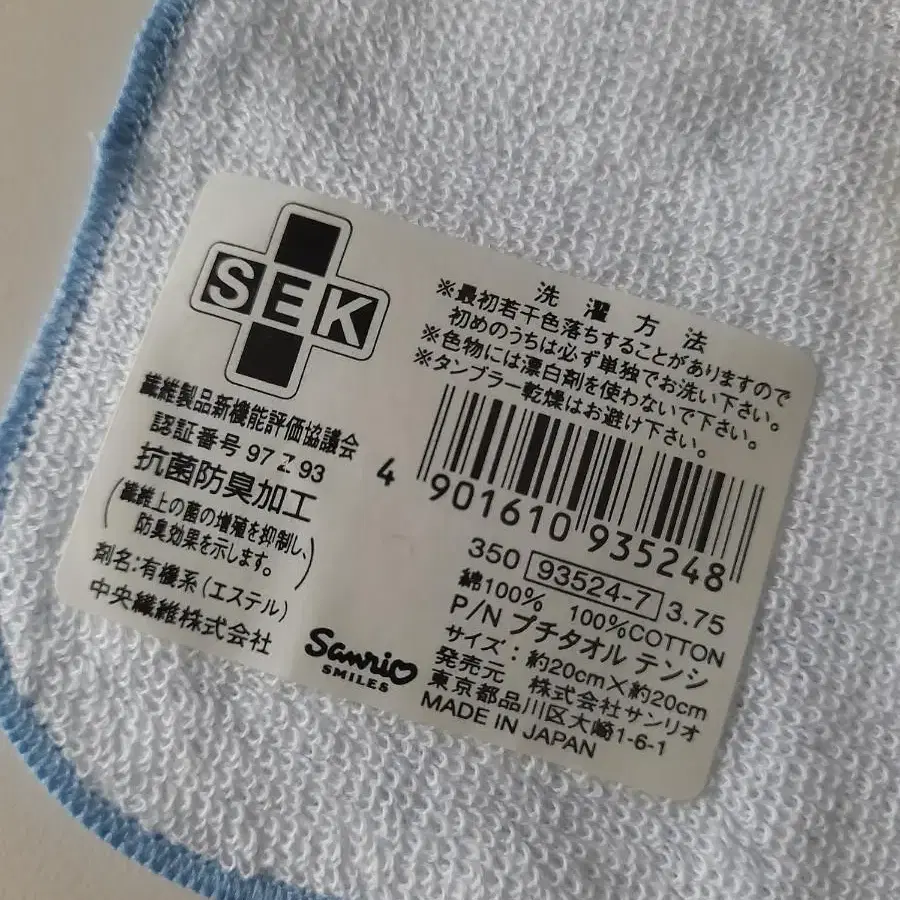 SEK
繊維製品新機能評価協議会
認証番号 97 Z 93
抗菌防臭加工
(繊維上の菌の増殖を抑制し、
防臭効果を示します。)
剤名:有機系(エステル)
中央繊維株式会社
Sanrio
SMILES
洗濯方法
※最初若干色落ちすることがありますので
初めのうちは必ず単独でお洗い下さい。
※色物には漂白剤を使わないで下さい。
※タンブラー乾燥はお避け下さい。
4 901610 935248
350 93524-7 3.75
綿100% 100%COTTON
P/N プチタオル テンシ
サイズ:約20cm×約20cm
発売元 株式会社サンリオ
東京都品川区大崎1-6-1
MADE IN JAPAN